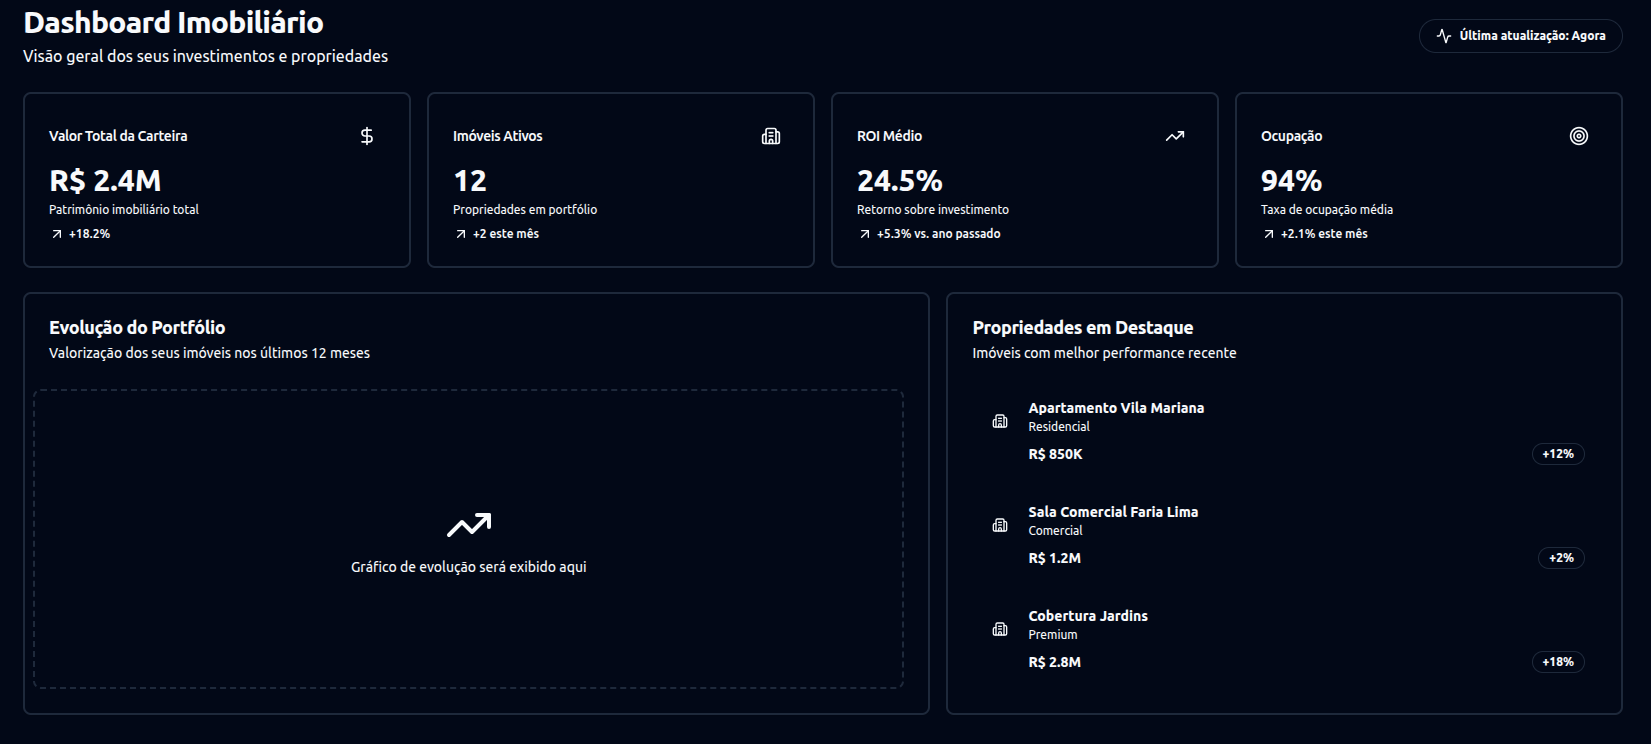 Dashboard Imobiliário
Visão geral dos seus investimentos e propriedades
Última atualização: Agora
Valor Total da Carteira
R$ 2.4M
Patrimônio imobiliário total
+18.2%
Imóveis Ativos
12
Propriedades em portfólio
+2 este mês
ROI Médio
24.5%
Retorno sobre investimento
+5.3% vs. ano passado
Ocupação
94%
Taxa de ocupação média
+2.1% este mês
Evolução do Portfólio
Valorização dos seus imóveis nos últimos 12 meses
Gráfico de evolução será exibido aqui
Propriedades em Destaque
Imóveis com melhor performance recente
Apartamento Vila Mariana
Residencial
R$ 850K
+12%
Sala Comercial Faria Lima
Comercial
R$ 1.2M
+2%
Cobertura Jardins
Premium
R$ 2.8M
+18%